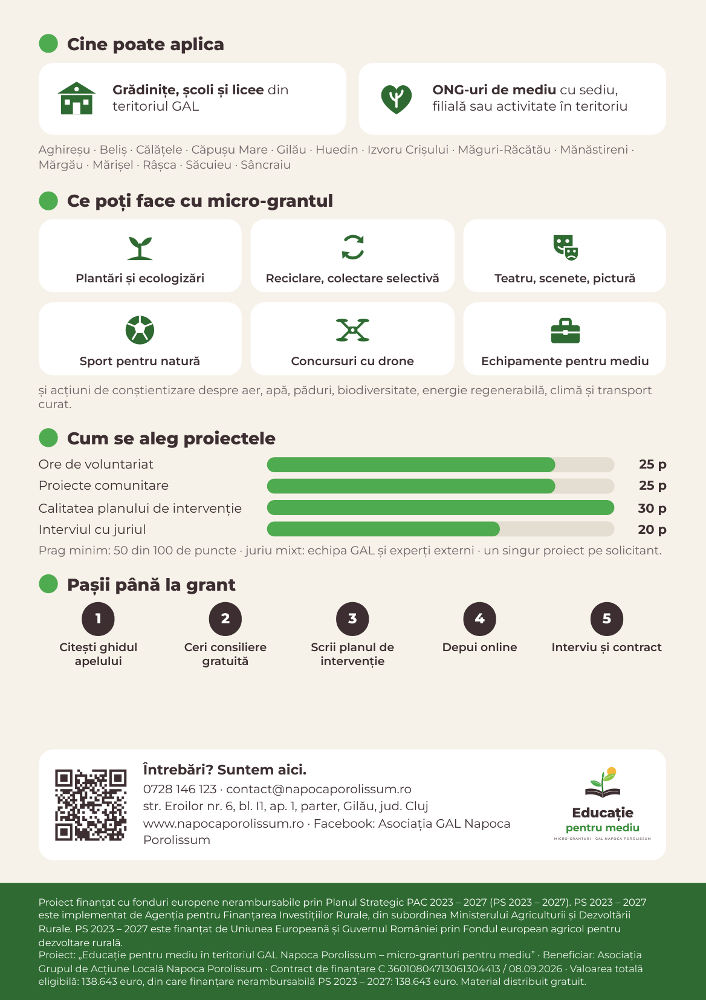 Cine poate aplica
Grădinițe, școli și licee din
teritoriul GAL
ONG-uri de mediu cu sediu,
filială sau activitate în teritoriu
Aghireșu · Beliș · Călățele · Căpușu Mare · Gilău · Huedin · Izvoru Crișului · Măguri-Răcătău · Mănăstireni ·
Mărgău · Mărișel · Râșca · Săcuieu · Sâncraiu
Ce poți face cu micro-grantul
Plantări și ecologizări
Reciclare, colectare selectivă
Teatru, scenete, pictură
Sport pentru natură
Concursuri cu drone
Echipamente pentru mediu
și acțiuni de conștientizare despre aer, apă, păduri, biodiversitate, energie regenerabilă, climă și transport
curat.
Cum se aleg proiectele
Ore de voluntariat 25 p
Proiecte comunitare 25 p
Calitatea planului de intervenție 30 p
Interviul cu juriul 20 p
Prag minim: 50 din 100 de puncte · juriu mixt: echipa GAL și experți externi · un singur proiect pe solicitant.
Pașii până la grant
1
Citești ghidul
apelului
2
Ceri consiliere
gratuită
3
Scrii planul de
intervenție
4
Depui online
5
Interviu și contract
Întrebări? Suntem aici.
0728 146 123 · contact@napocaporolissum.ro
str. Eroilor nr. 6, bl. I1, ap. 1, parter, Gilău, jud. Cluj
www.napocaporolissum.ro · Facebook: Asociația GAL Napoca
Porolissum
Educație
pentru mediu
MICRO-GRANTURI · GAL NAPOCA POROLISSUM
Proiect finanțat cu fonduri europene nerambursabile prin Planul Strategic PAC 2023 – 2027 (PS 2023 – 2027). PS 2023 – 2027
este implementat de Agenția pentru Finanțarea Investițiilor Rurale, din subordinea Ministerului Agriculturii și Dezvoltării
Rurale. PS 2023 – 2027 este finanțat de Uniunea Europeană și Guvernul României prin Fondul european agricol pentru
dezvoltare rurală.
Proiect: „Educație pentru mediu în teritoriul GAL Napoca Porolissum – micro-granturi pentru mediu” · Beneficiar: Asociația
Grupul de Acțiune Locală Napoca Porolissum · Contract de finanțare C 36010804713061304413 / 08.09.2026 · Valoarea totală
eligibilă: 138.643 euro, din care finanțare nerambursabilă PS 2023 – 2027: 138.643 euro. Material distribuit gratuit.